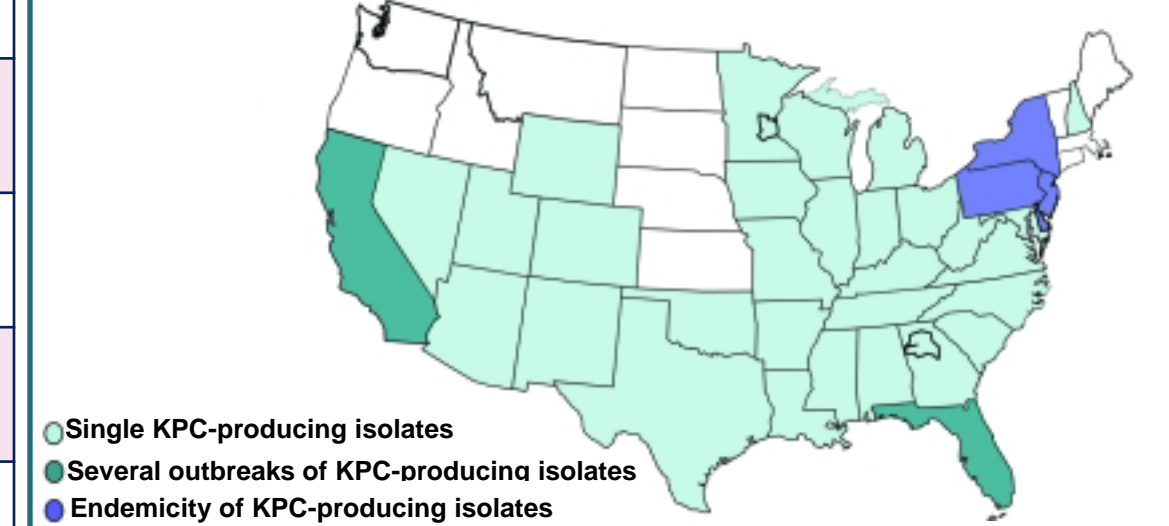 Single KPC-producing isolates
Several outbreaks of KPC-producing isolates
Endemicity of KPC-producing isolates